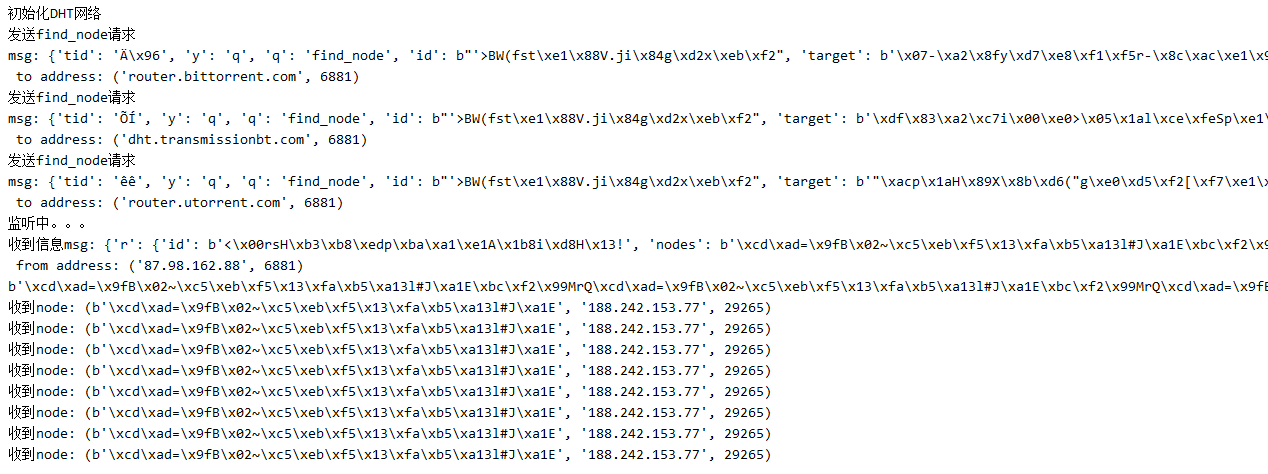 初始化DHT网络
发送find_node请求
msg: {'tid': 'Ä\x96', 'y': 'q', 'q': 'find_node', 'id': b"'>BW(fst\xe1\x88V.ji\x84g\xd2x\xeb\xf2", 'target': b'\x07-\xa2\x8fy\xd7\xe8\xf1\xf5r-\x8c\xac\xe1\x9
 to address: ('router.bittorrent.com', 6881)
发送find_node请求
msg: {'tid': 'ÕÍ', 'y': 'q', 'q': 'find_node', 'id': b"'>BW(fst\xe1\x88V.ji\x84g\xd2x\xeb\xf2", 'target': b'\xdf\x83\xa2\xc7i\x00\xe0>\x05\x1al\xce\xfeSp\xe1\
 to address: ('dht.transmissionbt.com', 6881)
发送find_node请求
msg: {'tid': 'êê', 'y': 'q', 'q': 'find_node', 'id': b"'>BW(fst\xe1\x88V.ji\x84g\xd2x\xeb\xf2", 'target': b'"\xacp\x1aH\x89X\x8b\xd6("g\xe0\xd5\xf2[\xf7\xe1\x
 to address: ('router.utorrent.com', 6881)
监听中。。。
收到信息msg: {'r': {'id': b'<\x00rsH\xb3\xb8\xedp\xba\xa1\xe1A\x1b8i\xd8H\x13!', 'nodes': b'\xcd\xad=\x9fB\x02~\xc5\xeb\xf5\x13\xfa\xb5\xa13l#J\xa1E\xbc\xf2\x9
 from address: ('87.98.162.88', 6881)
b'\xcd\xad=\x9fB\x02~\xc5\xeb\xf5\x13\xfa\xb5\xa13l#J\xa1E\xbc\xf2\x99MrQ\xcd\xad=\x9fB\x02~\xc5\xeb\xf5\x13\xfa\xb5\xa13l#J\xa1E\xbc\xf2\x99MrQ\xcd\xad=\x9fB
收到node: (b'\xcd\xad=\x9fB\x02~\xc5\xeb\xf5\x13\xfa\xb5\xa13l#J\xa1E', '188.242.153.77', 29265)
收到node: (b'\xcd\xad=\x9fB\x02~\xc5\xeb\xf5\x13\xfa\xb5\xa13l#J\xa1E', '188.242.153.77', 29265)
收到node: (b'\xcd\xad=\x9fB\x02~\xc5\xeb\xf5\x13\xfa\xb5\xa13l#J\xa1E', '188.242.153.77', 29265)
收到node: (b'\xcd\xad=\x9fB\x02~\xc5\xeb\xf5\x13\xfa\xb5\xa13l#J\xa1E', '188.242.153.77', 29265)
收到node: (b'\xcd\xad=\x9fB\x02~\xc5\xeb\xf5\x13\xfa\xb5\xa13l#J\xa1E', '188.242.153.77', 29265)
收到node: (b'\xcd\xad=\x9fB\x02~\xc5\xeb\xf5\x13\xfa\xb5\xa13l#J\xa1E', '188.242.153.77', 29265)
收到node: (b'\xcd\xad=\x9fB\x02~\xc5\xeb\xf5\x13\xfa\xb5\xa13l#J\xa1E', '188.242.153.77', 29265)
收到node: (b'\xcd\xad=\x9fB\x02~\xc5\xeb\xf5\x13\xfa\xb5\xa13l#J\xa1E', '188.242.153.77', 29265)